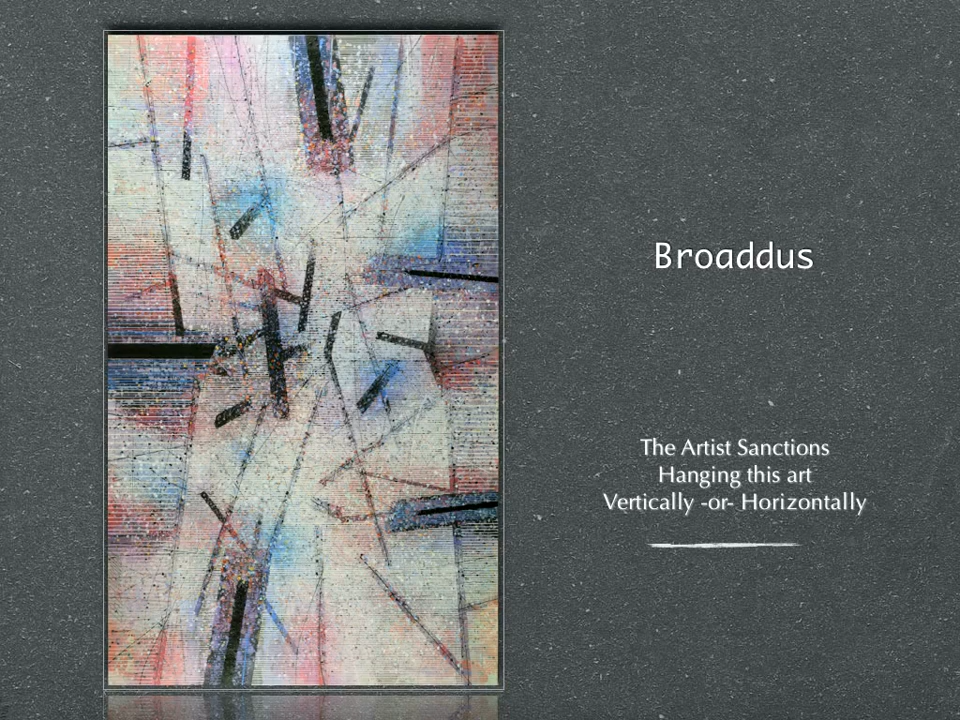 Broaddus
The Artist Sanctions
Hanging this art
Vertically -or- Horizontally